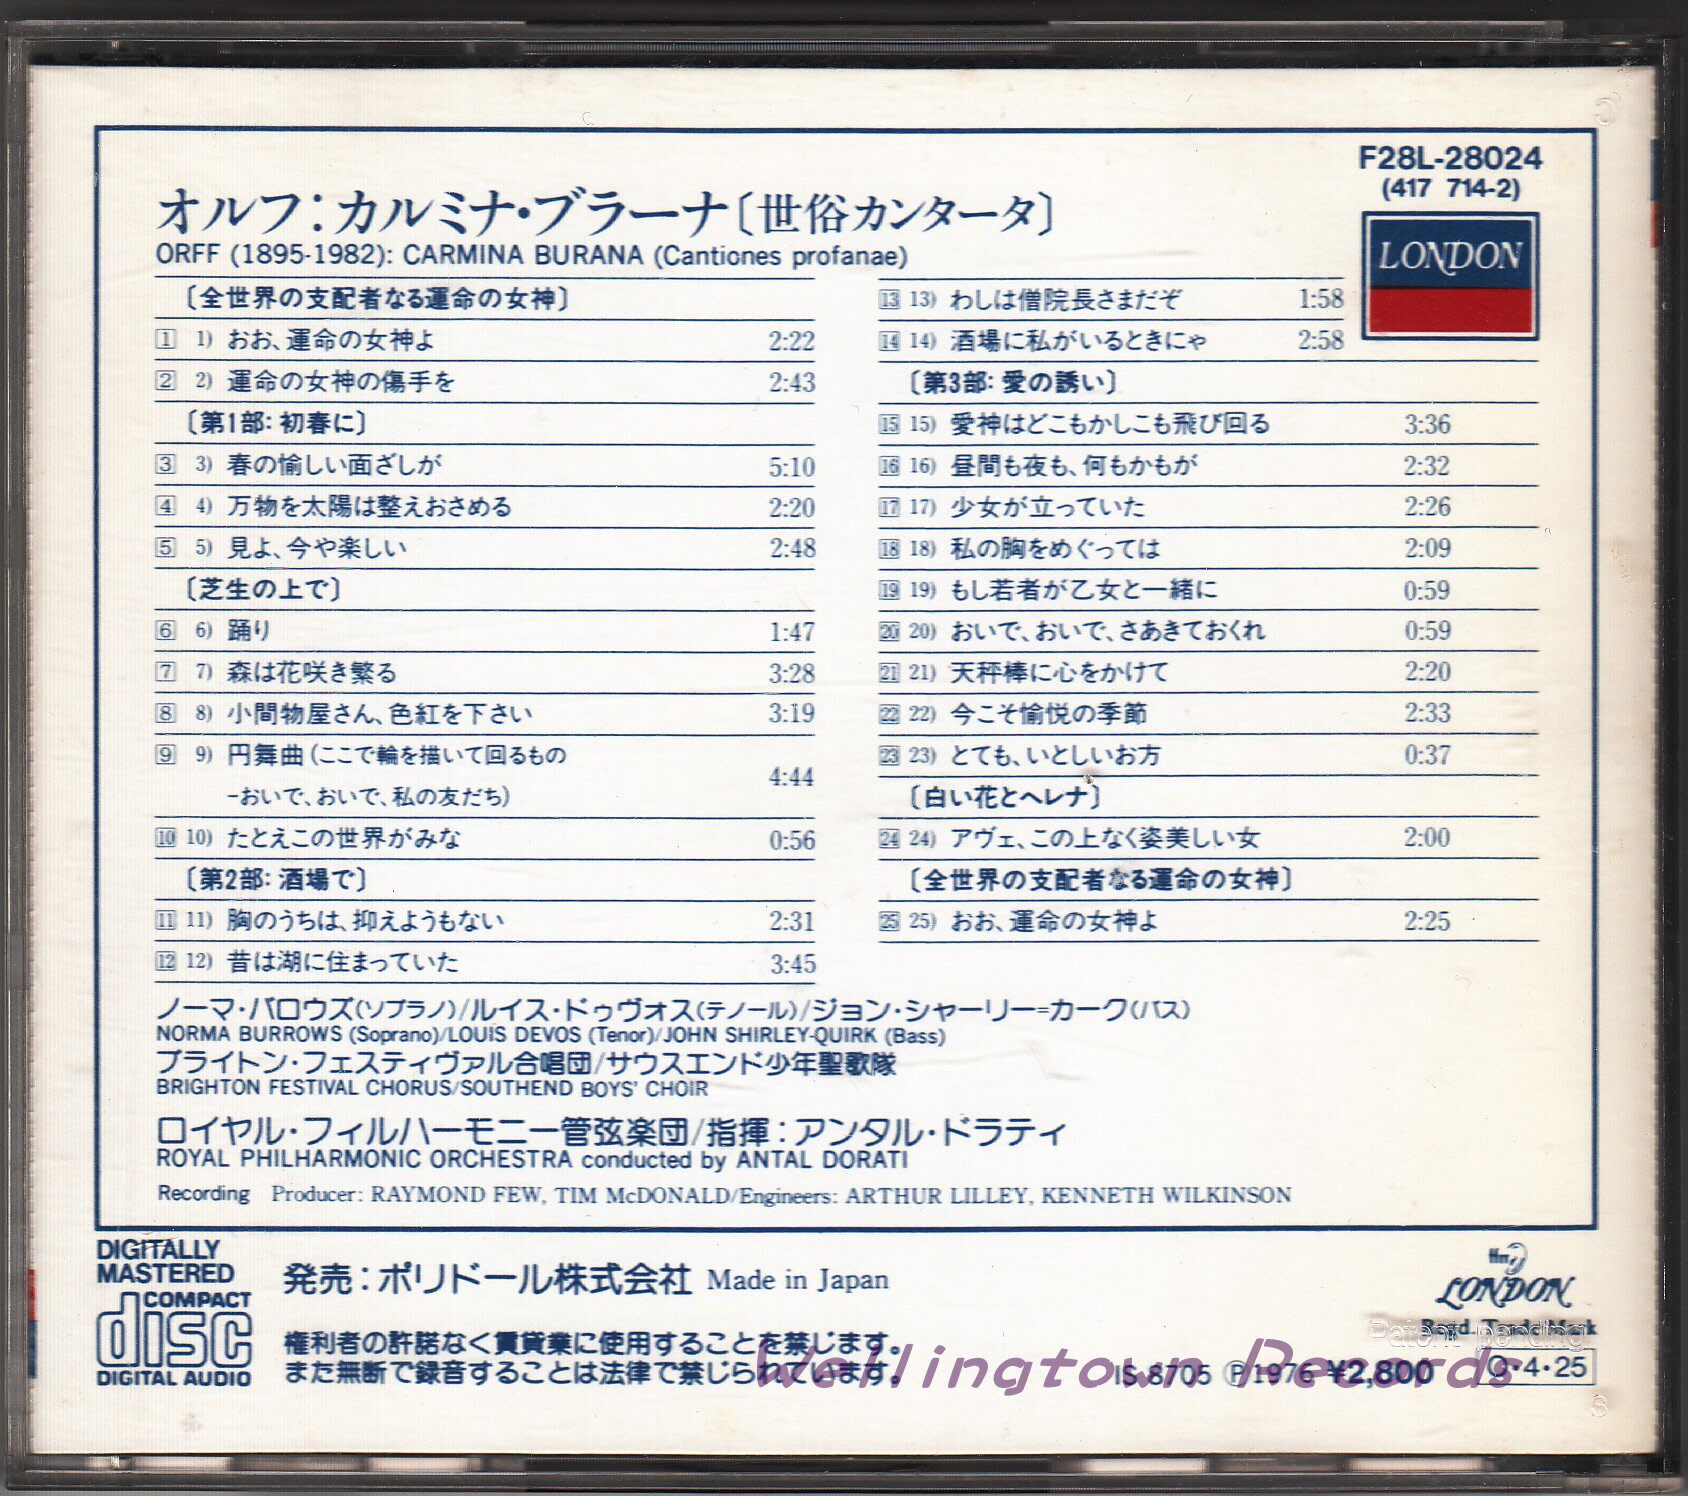 F28L-28024
(417 714-2)
オルフ：カルミナ・ブラーナ〔世俗カンタータ〕
ORFF (1895-1982): CARMINA BURANA (Cantiones profanae)
LONDON
〔全世界の支配者なる運命の女神〕
1 1) おお、運命の女神よ 2:22
2 2) 運命の女神の傷手を 2:43
〔第1部：初春に〕
3 3) 春の愉しい面ざしが 5:10
4 4) 万物を太陽は整えおさめる 2:20
5 5) 見よ、今や楽しい 2:48
〔芝生の上で〕
6 6) 踊り 1:47
7 7) 森は花咲き繁る 3:28
8 8) 小間物屋さん、色紅を下さい 3:19
9 9) 円舞曲（ここで輪を描いて回るもの
-おいで、おいで、私の友だち） 4:44
10 10) たとえこの世界がみな 0:56
〔第2部：酒場で〕
11 11) 胸のうちは、抑えようもない 2:31
12 12) 昔は湖に住まっていた 3:45
13 13) わしは僧院長さまだぞ 1:58
14 14) 酒場に私がいるときにゃ 2:58
〔第3部：愛の誘い〕
15 15) 愛神はどこもかしこも飛び回る 3:36
16 16) 昼間も夜も、何もかもが 2:32
17 17) 少女が立っていた 2:26
18 18) 私の胸をめぐっては 2:09
19 19) もし若者が乙女と一緒に 0:59
20 20) おいで、おいで、さあきておくれ 0:59
21 21) 天秤棒に心をかけて 2:20
22 22) 今こそ愉悦の季節 2:33
23 23) とても、いとしいお方 0:37
〔白い花とヘレナ〕
24 24) アヴェ、この上なく姿美しい女 2:00
〔全世界の支配者なる運命の女神〕
25 25) おお、運命の女神よ 2:25
ノーマ・バロウズ（ソプラノ）/ルイス・ドゥヴォス（テノール）/ジョン・シャーリー＝カーク（バス）
NORMA BURROWS (Soprano)/LOUIS DEVOS (Tenor)/JOHN SHIRLEY-QUIRK (Bass)
ブライトン・フェスティヴァル合唱団/サウスエンド少年聖歌隊
BRIGHTON FESTIVAL CHORUS/SOUTHEND BOYS' CHOIR
ロイヤル・フィルハーモニー管弦楽団/指揮：アンタル・ドラティ
ROYAL PHILHARMONIC ORCHESTRA conducted by ANTAL DORATI
Recording Producer: RAYMOND FEW, TIM McDONALD/Engineers: ARTHUR LILLEY, KENNETH WILKINSON
DIGITALLY
MASTERED
COMPACT
disc
DIGITAL AUDIO
発売：ポリドール株式会社 Made in Japan
権利者の許諾なく賃貸業に使用することを禁じます。
また無断で録音することは法律で禁じられています。
ffrr
LONDON
Regd. Trade Mark
Patent pending
IS 8705 Ⓟ1976 ¥2,800 Q・4・25
Wellingtown Records